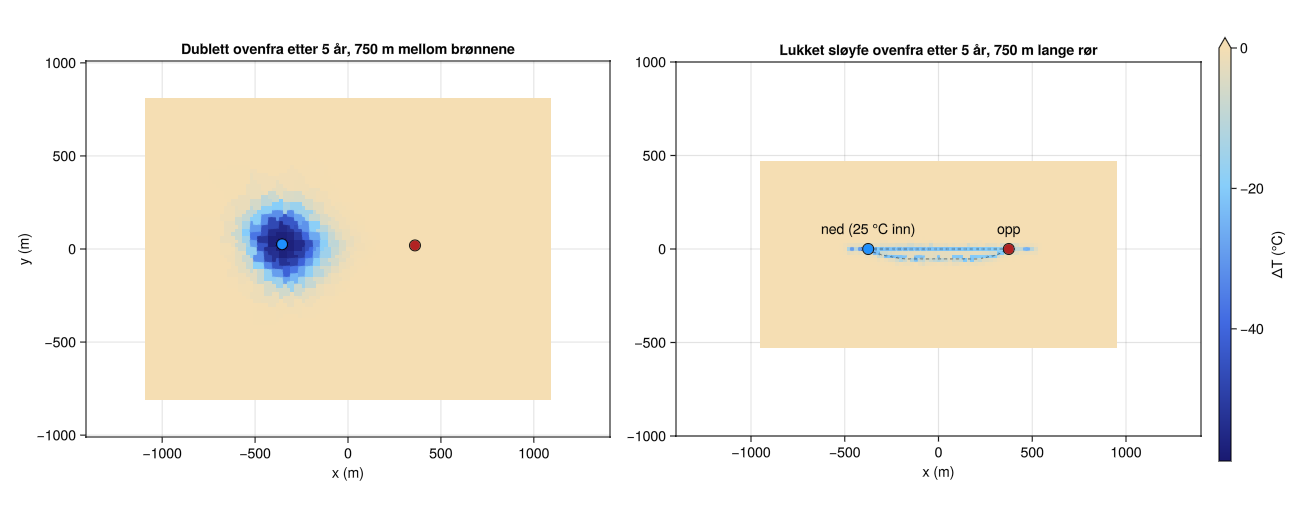 Dublett ovenfra etter 5 år, 750 m mellom brønnene
1000
500
0
−500
−1000
−1000
−500
0
500
1000
x (m)
y (m)
Lukket sløyfe ovenfra etter 5 år, 750 m lange rør
1000
500
0
−500
−1000
ned (25 °C inn)
opp
−1000
−500
0
500
1000
x (m)
0
−20
−40
ΔT (°C)